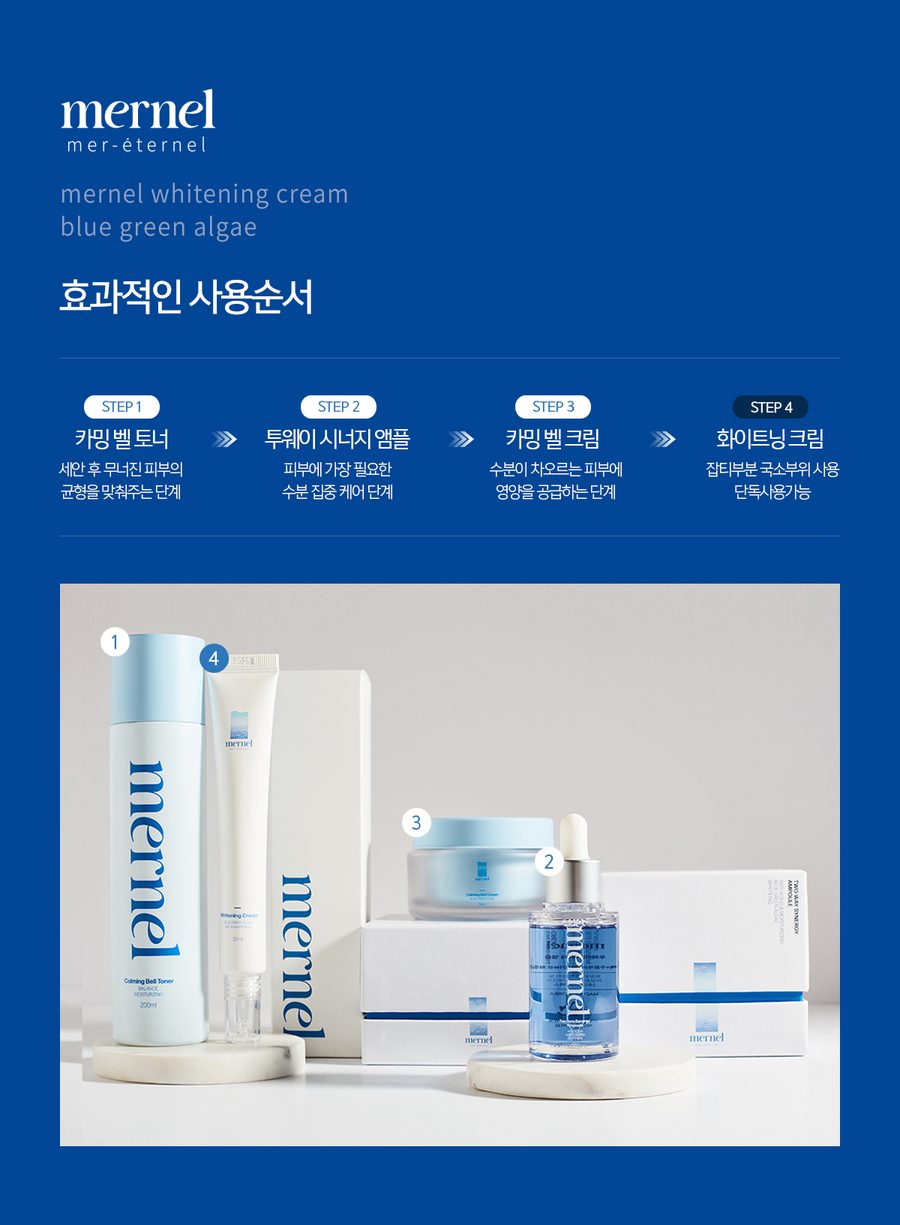 mernel
mer-éternel
mernel whitening cream
blue green algae
효과적인 사용순서
STEP 1
카밍 벨 토너
세안 후 무너진 피부의
균형을 맞춰주는 단계
STEP 2
투웨이 시너지 앰플
피부에 가장 필요한
수분 집중 케어 단계
STEP 3
카밍 벨 크림
수분이 차오르는 피부에
영양을 공급하는 단계
STEP 4
화이트닝 크림
잡티부분 국소부위 사용
단독사용가능
1
mernel
Calming Bell Toner
BALANCE
MOISTURIZING
200ml
4
mernel
Whitening Cream
mernel
3
Calming Bell Cream
2
mernel
TWO WAY SYNERGY
AMPOULE
mernel
mernel